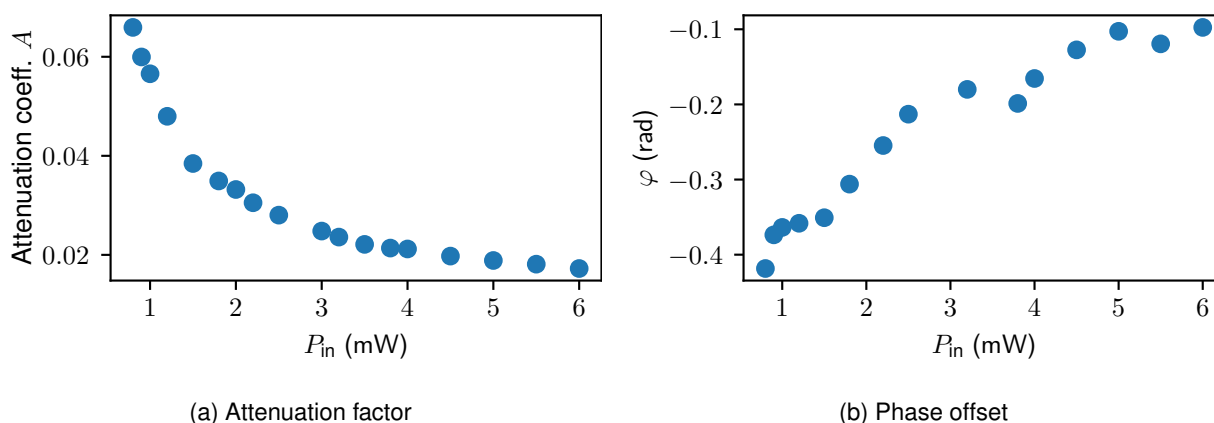 Attenuation coeff. A
0.06
0.04
0.02
1 2 3 4 5 6
P_in (mW)
(a) Attenuation factor
φ (rad)
−0.1
−0.2
−0.3
−0.4
1 2 3 4 5 6
P_in (mW)
(b) Phase offset